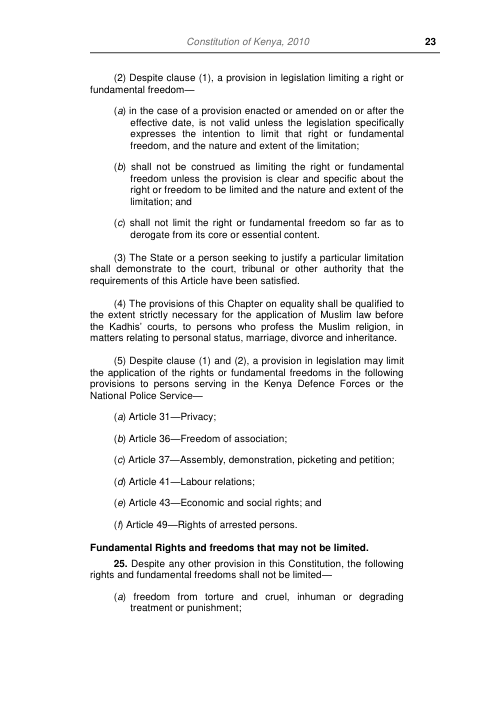 Constitution of Kenya, 2010 23
(2) Despite clause (1), a provision in legislation limiting a right or
fundamental freedom—
(a) in the case of a provision enacted or amended on or after the
effective date, is not valid unless the legislation specifically
expresses the intention to limit that right or fundamental
freedom, and the nature and extent of the limitation;
(b) shall not be construed as limiting the right or fundamental
freedom unless the provision is clear and specific about the
right or freedom to be limited and the nature and extent of the
limitation; and
(c) shall not limit the right or fundamental freedom so far as to
derogate from its core or essential content.
(3) The State or a person seeking to justify a particular limitation
shall demonstrate to the court, tribunal or other authority that the
requirements of this Article have been satisfied.
(4) The provisions of this Chapter on equality shall be qualified to
the extent strictly necessary for the application of Muslim law before
the Kadhis’ courts, to persons who profess the Muslim religion, in
matters relating to personal status, marriage, divorce and inheritance.
(5) Despite clause (1) and (2), a provision in legislation may limit
the application of the rights or fundamental freedoms in the following
provisions to persons serving in the Kenya Defence Forces or the
National Police Service—
(a) Article 31—Privacy;
(b) Article 36—Freedom of association;
(c) Article 37—Assembly, demonstration, picketing and petition;
(d) Article 41—Labour relations;
(e) Article 43—Economic and social rights; and
(f) Article 49—Rights of arrested persons.
Fundamental Rights and freedoms that may not be limited.
25. Despite any other provision in this Constitution, the following
rights and fundamental freedoms shall not be limited—
(a) freedom from torture and cruel, inhuman or degrading
treatment or punishment;